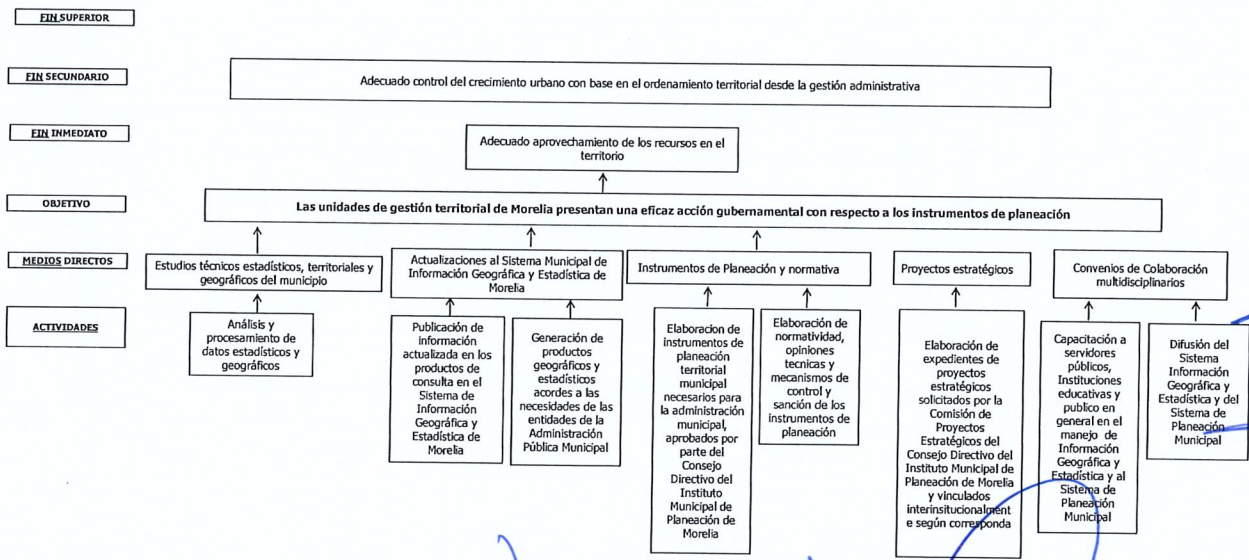 FIN SUPERIOR
FIN SECUNDARIO
Adecuado control del crecimiento urbano con base en el ordenamiento territorial desde la gestión administrativa
FIN INMEDIATO
Adecuado aprovechamiento de los recursos en el
territorio
OBJETIVO
Las unidades de gestión territorial de Morelia presentan una eficaz acción gubernamental con respecto a los instrumentos de planeación
MEDIOS DIRECTOS
Estudios técnicos estadísticos, territoriales y
geográficos del municipio
Actualizaciones al Sistema Municipal de
Información Geográfica y Estadística de
Morelia
Instrumentos de Planeación y normativa
Proyectos estratégicos
Convenios de Colaboración
multidisciplinarios
ACTIVIDADES
Análisis y
procesamiento de
datos estadísticos y
geográficos
Publicación de
información
actualizada en los
productos de
consulta en el
Sistema de
Información
Geográfica y
Estadística de
Morelia
Generación de
productos
geográficos y
estadísticos
acordes a las
necesidades de las
entidades de la
Administración
Pública Municipal
Elaboracion de
instrumentos de
planeación
territorial
municipal
necesarios para
la administración
municipal,
aprobados por
parte del
Consejo
Directivo del
Instituto
Municipal de
Planeación de
Morelia
Elaboración de
normatividad,
opiniones
tecnicas y
mecanismos de
control y
sanción de los
instrumentos de
planeación
Elaboración de
expedientes de
proyectos
estratégicos
solicitados por la
Comisión de
Proyectos
Estratégicos del
Consejo Directivo del
Instituto Municipal de
Planeación de Morelia
y vinculados
interinsitucionalment
e según corresponda
Capacitación a
servidores
públicos,
Instituciones
educativas y
publico en
general en el
manejo de
Información
Geográfica y
Estadística y al
Sistema de
Planeación
Municipal
Difusión del
Sistema
Información
Geográfica y
Estadística y del
Sistema de
Planeación
Municipal